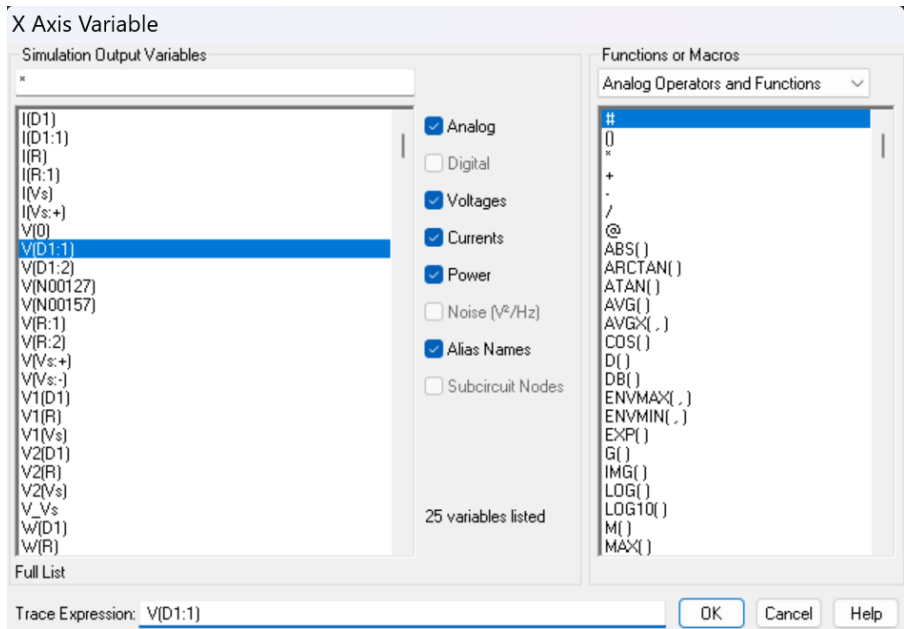 X Axis Variable
Simulation Output Variables
*
I(D1)
I(D1:1)
I(R)
I(R:1)
I(Vs)
I(Vs:+)
V(0)
V(D1:1)
V(D1:2)
V(N00127)
V(N00157)
V(R:1)
V(R:2)
V(Vs:+)
V(Vs:-)
V1(D1)
V1(R)
V1(Vs)
V2(D1)
V2(R)
V2(Vs)
V_Vs
W(D1)
W(R)
Full List
Analog
Digital
Voltages
Currents
Power
Noise (V²/Hz)
Alias Names
Subcircuit Nodes
25 variables listed
Functions or Macros
Analog Operators and Functions
#
()
*
+
-
/
@
ABS( )
ARCTAN( )
ATAN( )
AVG( )
AVGX( , )
COS( )
D( )
DB( )
ENVMAX( , )
ENVMIN( , )
EXP( )
G( )
IMG( )
LOG( )
LOG10( )
M( )
MAX( )
Trace Expression: V(D1:1)
OK
Cancel
Help